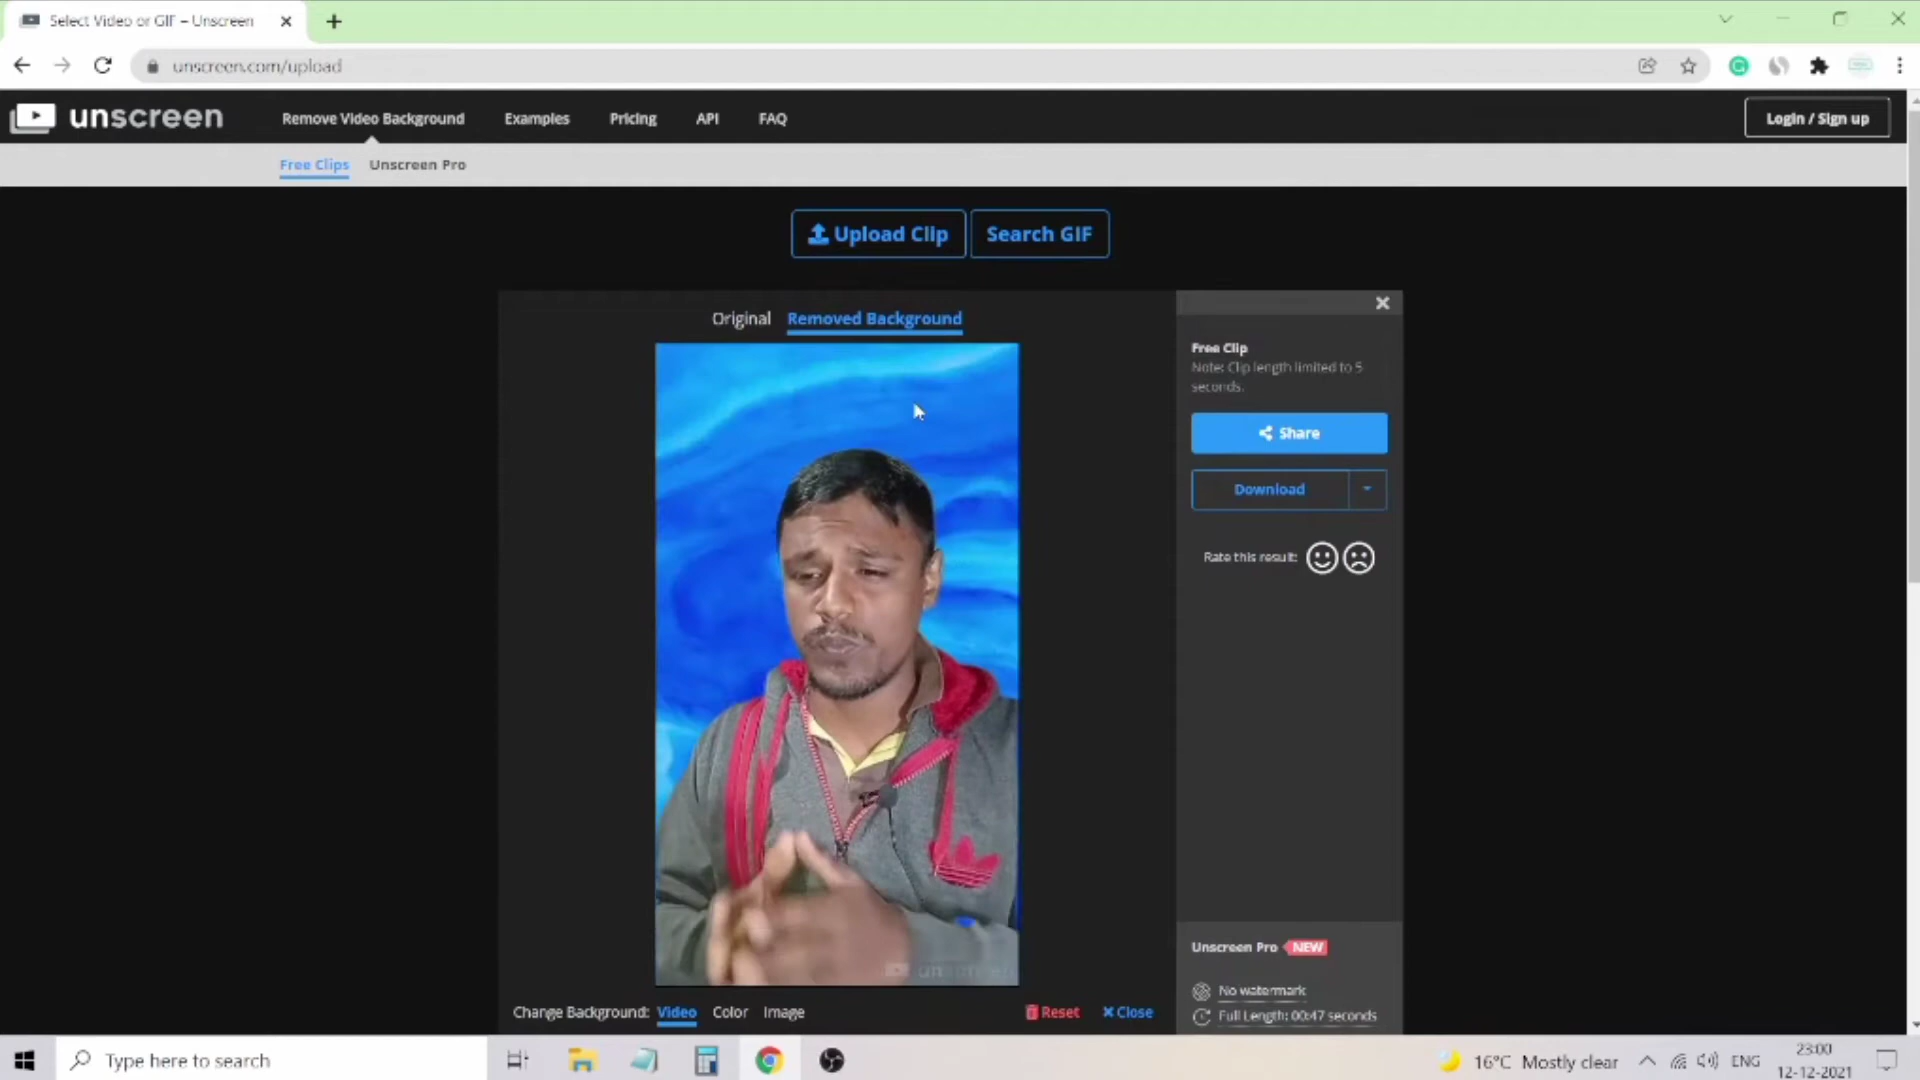 Select Video or GIF – Unscreen
unscreen.com/upload
unscreen
Remove Video Background
Examples
Pricing
API
FAQ
Login / Sign up
Free Clips
Unscreen Pro
Upload Clip
Search GIF
Original
Removed Background
Free Clip
Note: Clip length limited to 5
seconds.
Share
Download
Rate this result:
unscreen
Unscreen Pro NEW
No watermark
Full Length: 00:47 seconds
Change Background: Video Color Image
Reset
Close
Type here to search
16°C Mostly clear
ENG
23:00
12-12-2021